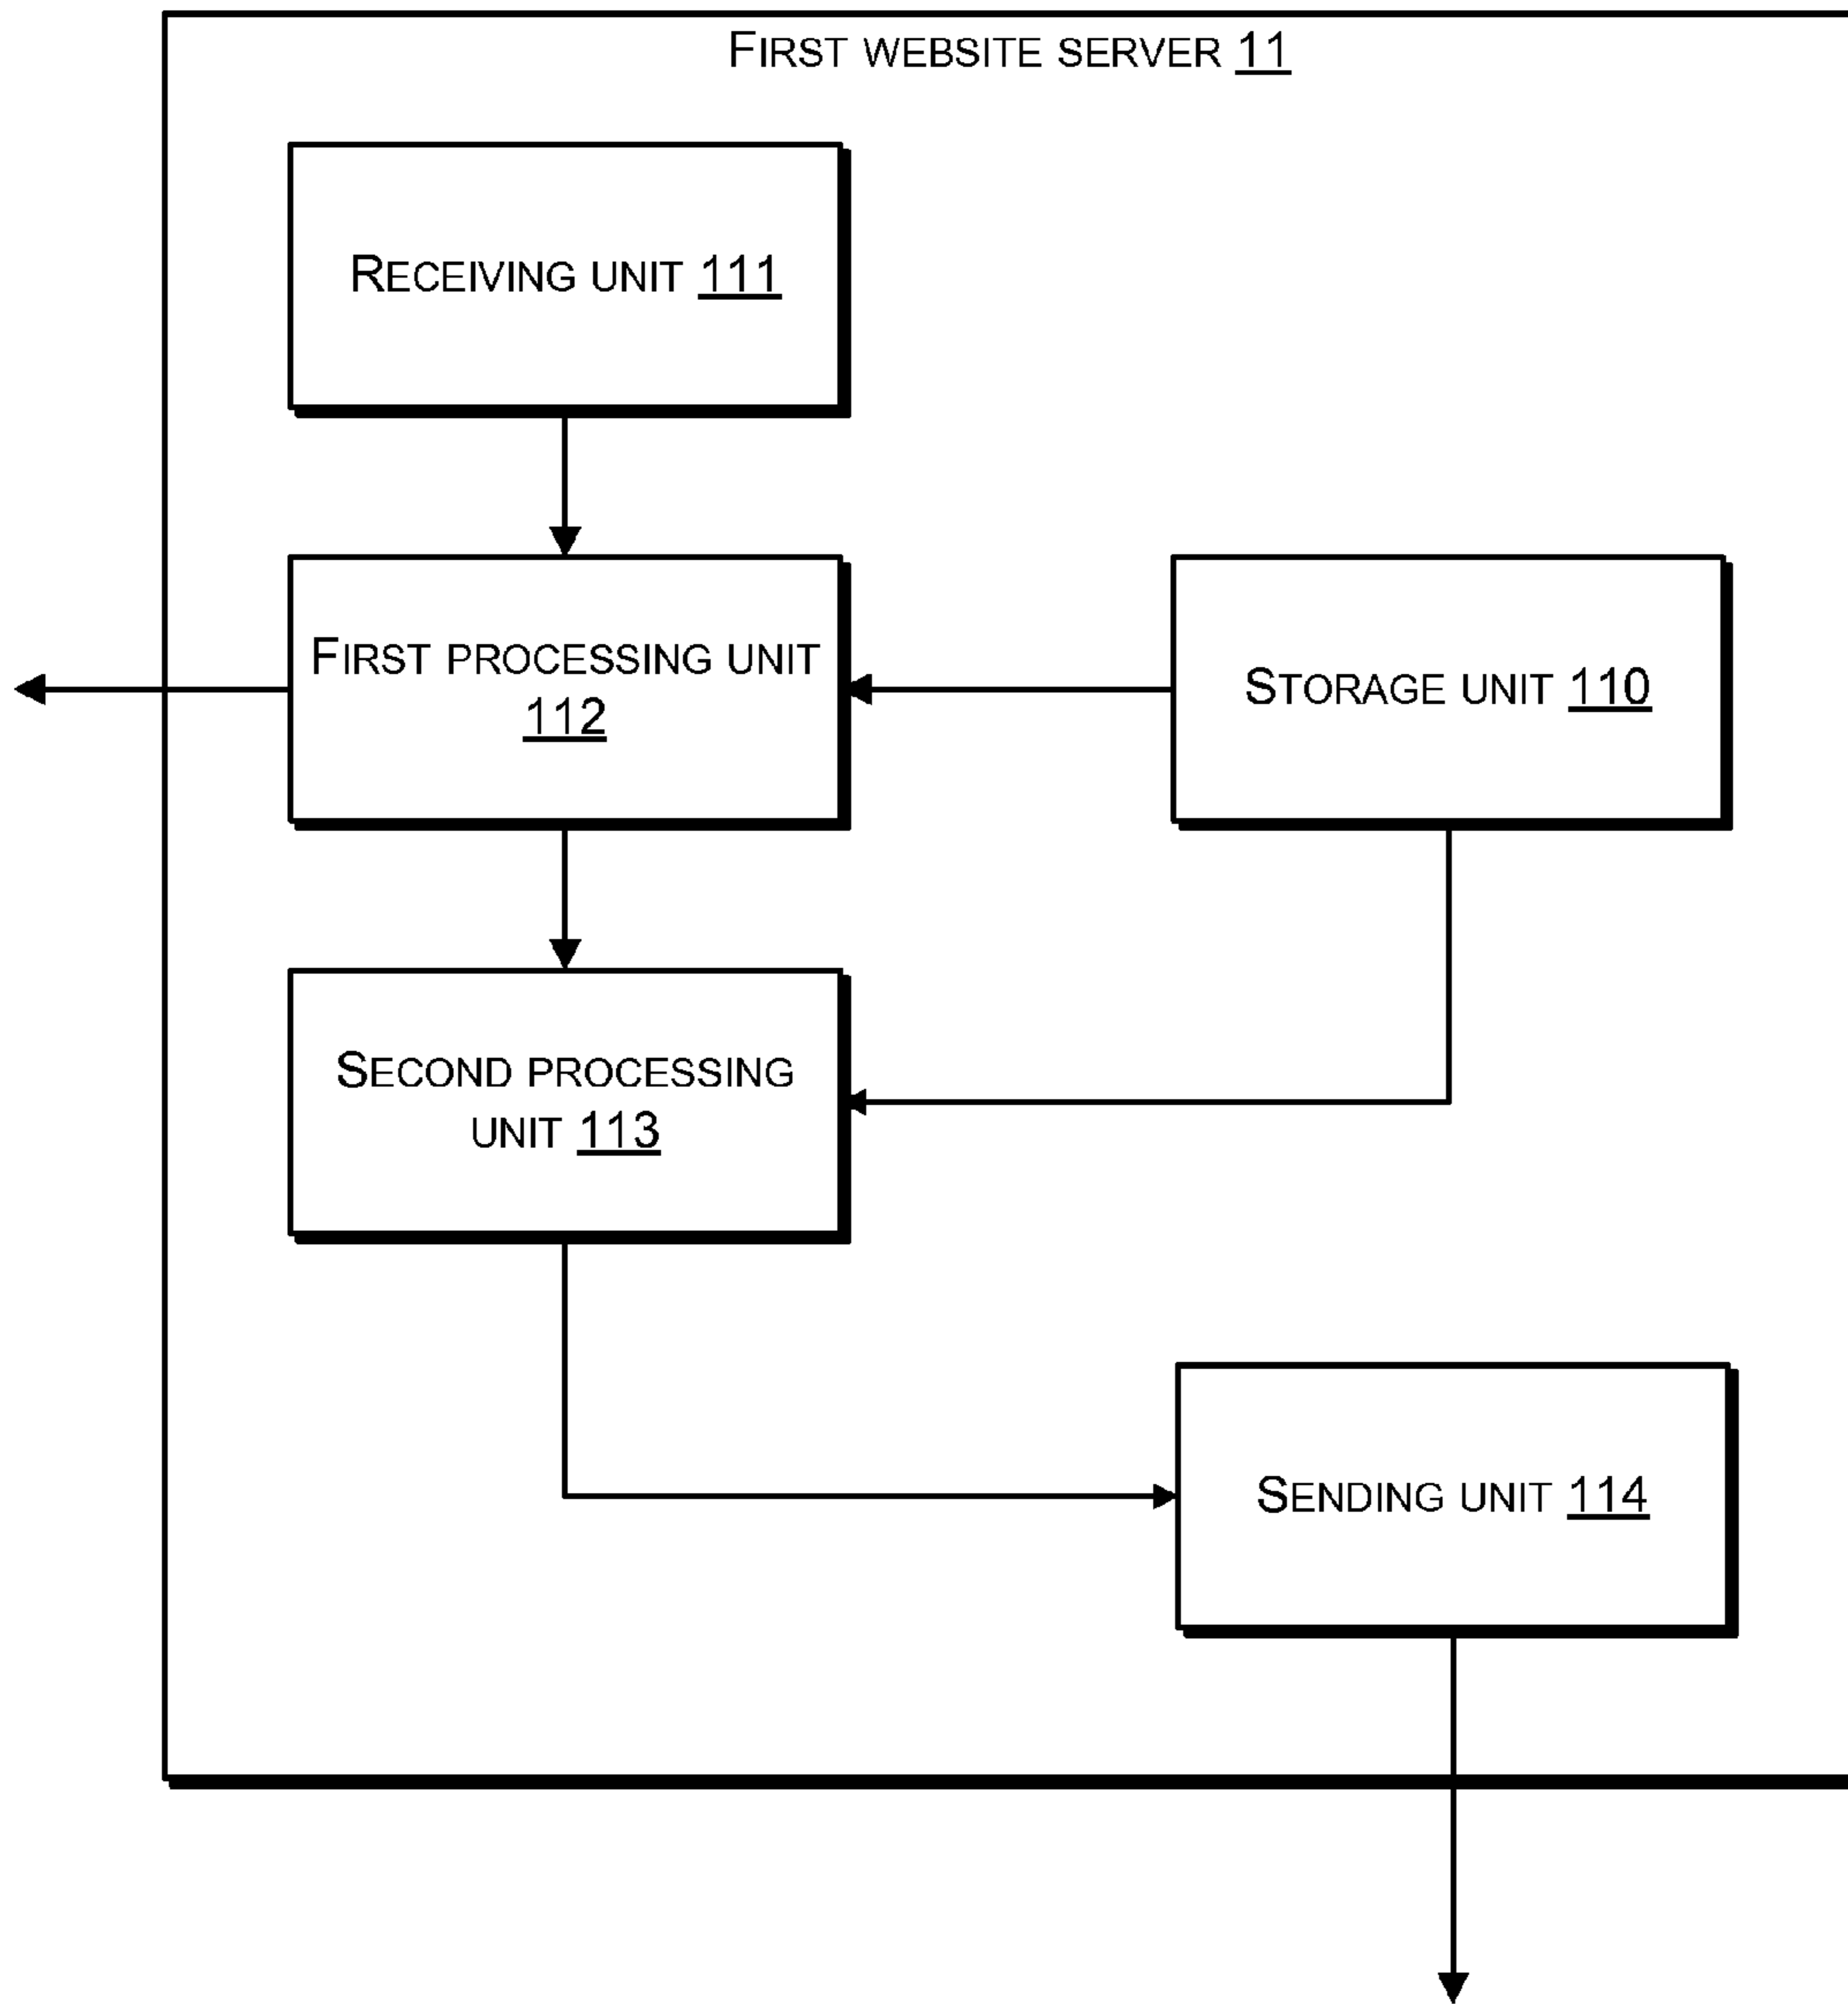 FIRST WEBSITE SERVER 11
RECEIVING UNIT 111
FIRST PROCESSING UNIT
112
STORAGE UNIT 110
SECOND PROCESSING
UNIT 113
SENDING UNIT 114